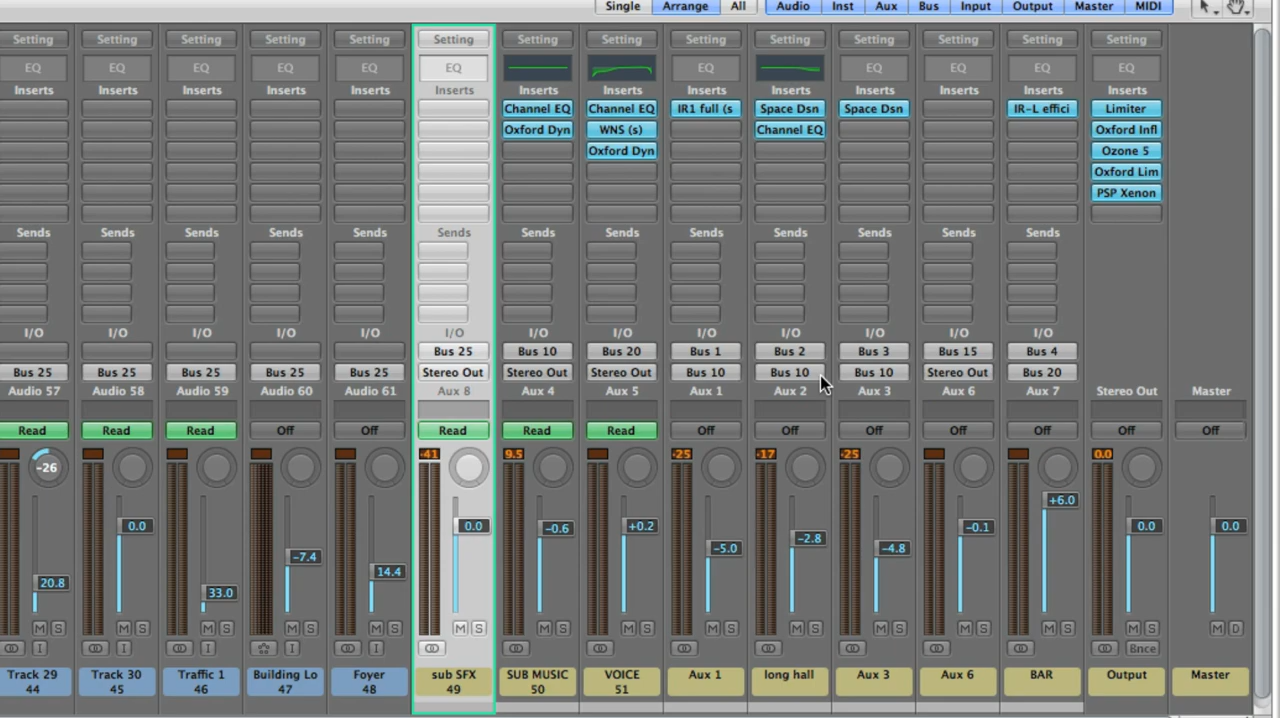 Single Arrange All Audio Inst Aux Bus Input Output Master MIDI
Setting Setting Setting Setting Setting Setting Setting Setting Setting Setting Setting Setting Setting Setting
EQ EQ EQ EQ EQ EQ EQ EQ EQ EQ EQ
Inserts Inserts Inserts Inserts Inserts Inserts Inserts Inserts Inserts Inserts Inserts Inserts Inserts Inserts
Channel EQ Channel EQ IR1 full (s Space Dsn Space Dsn IR-L effici Limiter
Oxford Dyn WNS (s) Channel EQ Oxford Infl
Oxford Dyn Ozone 5
Oxford Lim
PSP Xenon
Sends Sends Sends Sends Sends Sends Sends Sends Sends Sends Sends Sends Sends
I/O I/O I/O I/O I/O I/O I/O I/O I/O I/O I/O I/O I/O
Bus 25 Bus 10 Bus 20 Bus 1 Bus 2 Bus 3 Bus 15 Bus 4
Bus 25 Bus 25 Bus 25 Bus 25 Bus 25 Stereo Out Stereo Out Stereo Out Bus 10 Bus 10 Bus 10 Stereo Out Bus 20
Audio 57 Audio 58 Audio 59 Audio 60 Audio 61 Aux 8 Aux 4 Aux 5 Aux 1 Aux 2 Aux 3 Aux 6 Aux 7 Stereo Out Master
Read Read Read Off Off Read Read Read Off Off Off Off Off Off Off
-41 9.5 -25 -17 -25 0.0
-26
0.0 0.0 -0.6 +0.2 -5.0 -2.8 -4.8 -0.1 +6.0 0.0 0.0
-7.4
20.8 33.0 14.4
M S M S M S M S M S M S M S M S M S M S M S M S M S M S M D
I I I I I Bnce
Track 29 Track 30 Traffic 1 Building Lo Foyer sub SFX SUB MUSIC VOICE Aux 1 long hall Aux 3 Aux 6 BAR Output Master
44 45 46 47 48 49 50 51